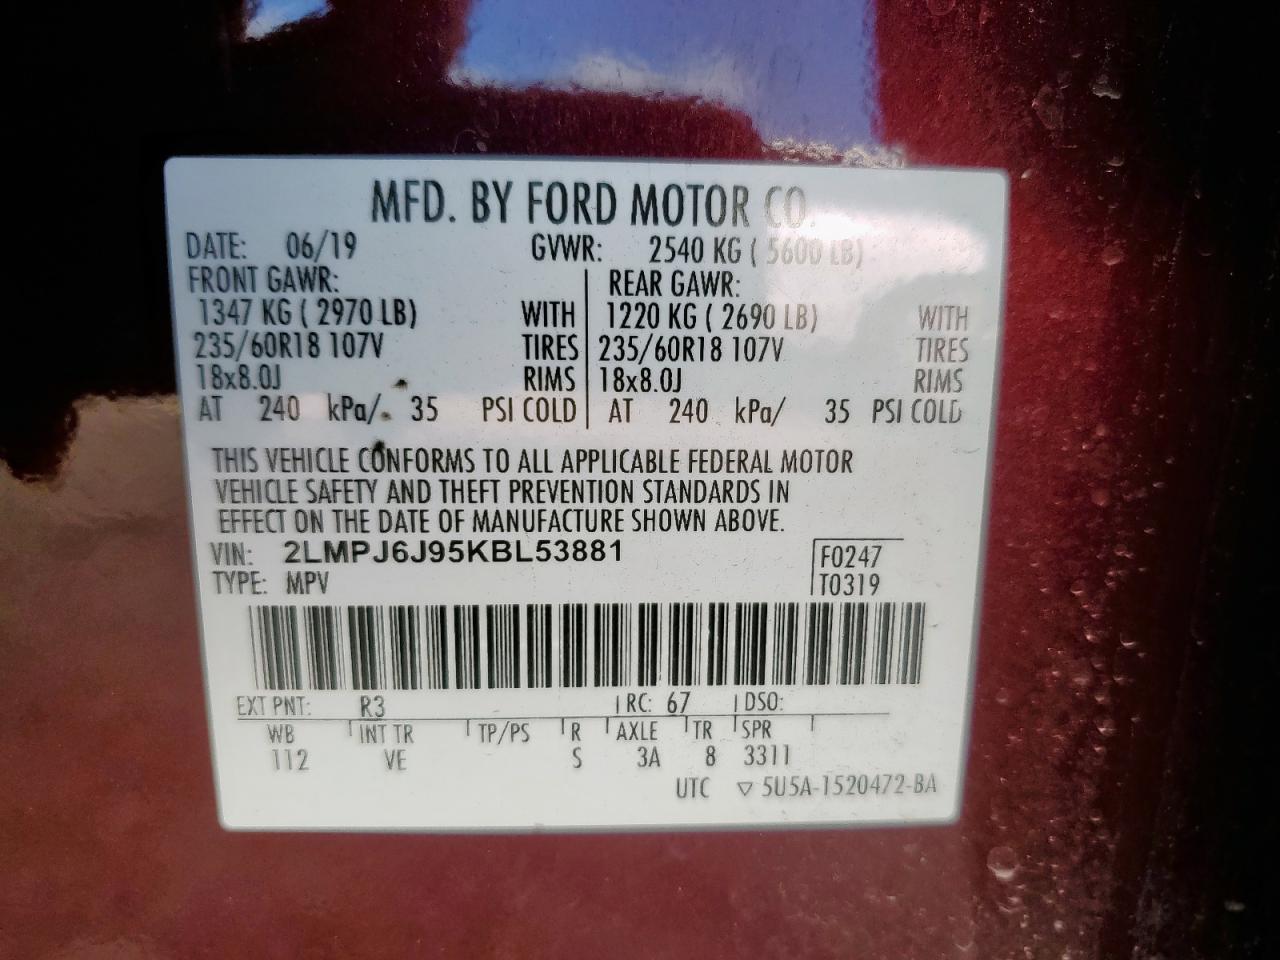 MFD. BY FORD MOTOR CO.
DATE: 06/19 GVWR: 2540 KG ( 5600 LB)
FRONT GAWR: REAR GAWR:
1347 KG ( 2970 LB) WITH 1220 KG ( 2690 LB) WITH
235/60R18 107V TIRES 235/60R18 107V TIRES
18x8.0J RIMS 18x8.0J RIMS
AT 240 kPa/ 35 PSI COLD AT 240 kPa/ 35 PSI COLD
THIS VEHICLE CONFORMS TO ALL APPLICABLE FEDERAL MOTOR
VEHICLE SAFETY AND THEFT PREVENTION STANDARDS IN
EFFECT ON THE DATE OF MANUFACTURE SHOWN ABOVE.
VIN: 2LMPJ6J95KBL53881 F0247
TYPE: MPV T0319
EXT PNT: R3 RC: 67 DSO:
WB INT TR TP/PS R AXLE TR SPR
112 VE S 3A 8 3311
UTC ▽ 5U5A-1520472-BA